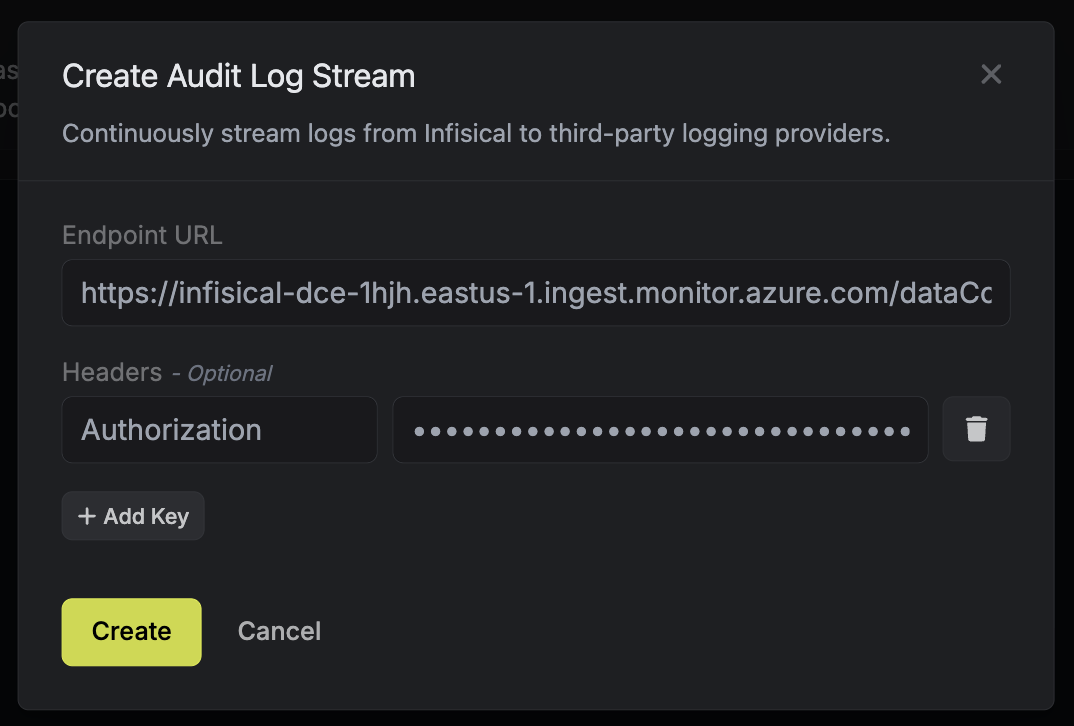 Create Audit Log Stream
Continuously stream logs from Infisical to third-party logging providers.
Endpoint URL
https://infisical-dce-1hjh.eastus-1.ingest.monitor.azure.com/dataCc
Headers - Optional
Authorization •••••••••••••••••••••••••••••••
+ Add Key
Create Cancel